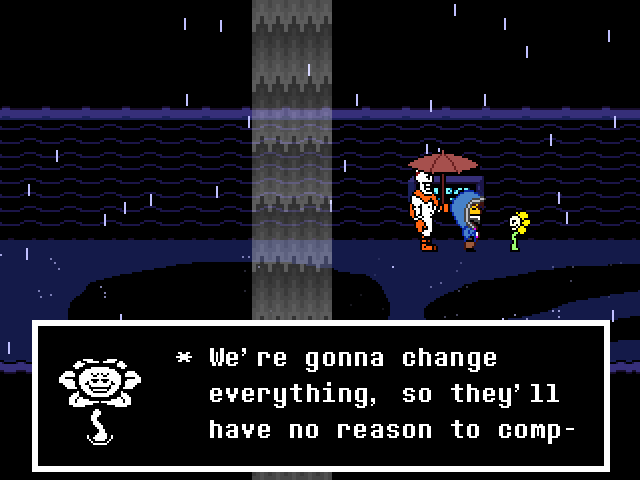 * We're gonna change
everything, so they'll
have no reason to comp-